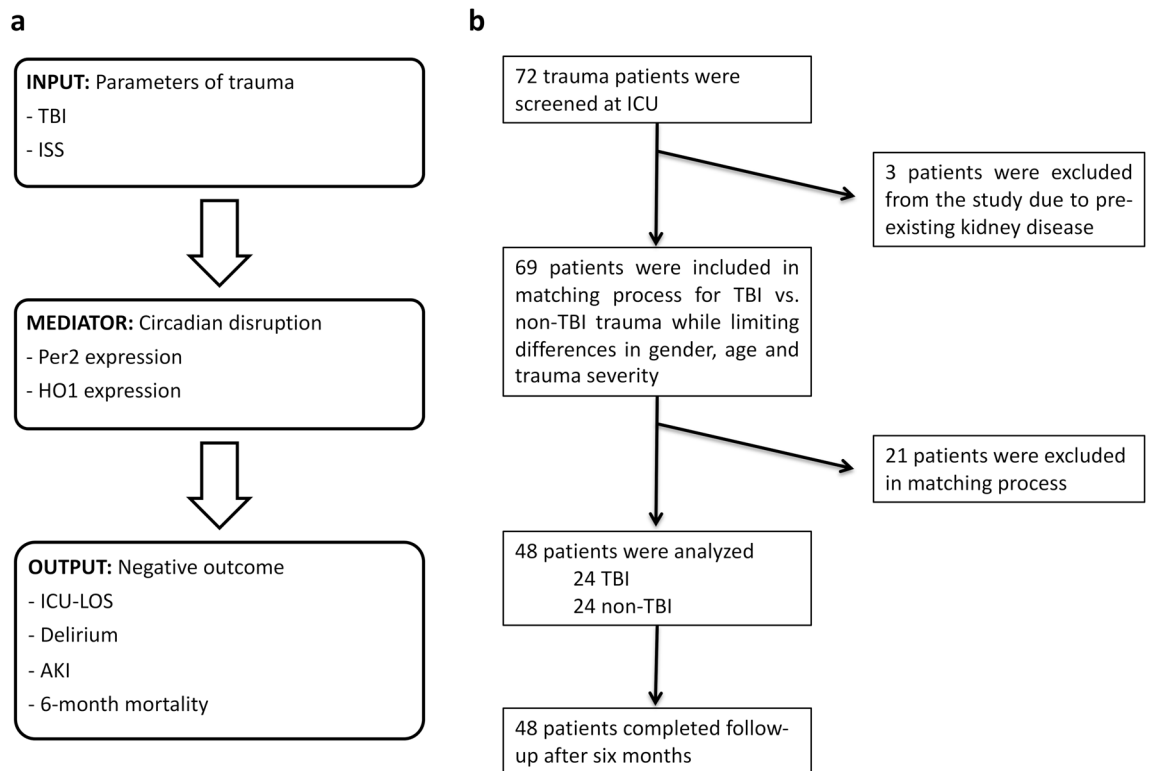 a
INPUT: Parameters of trauma
- TBI
- ISS
MEDIATOR: Circadian disruption
- Per2 expression
- HO1 expression
OUTPUT: Negative outcome
- ICU-LOS
- Delirium
- AKI
- 6-month mortality
b
72 trauma patients were
screened at ICU
3 patients were excluded
from the study due to pre-
existing kidney disease
69 patients were included in
matching process for TBI vs.
non-TBI trauma while limiting
differences in gender, age and
trauma severity
21 patients were excluded
in matching process
48 patients were analyzed
24 TBI
24 non-TBI
48 patients completed follow-
up after six months